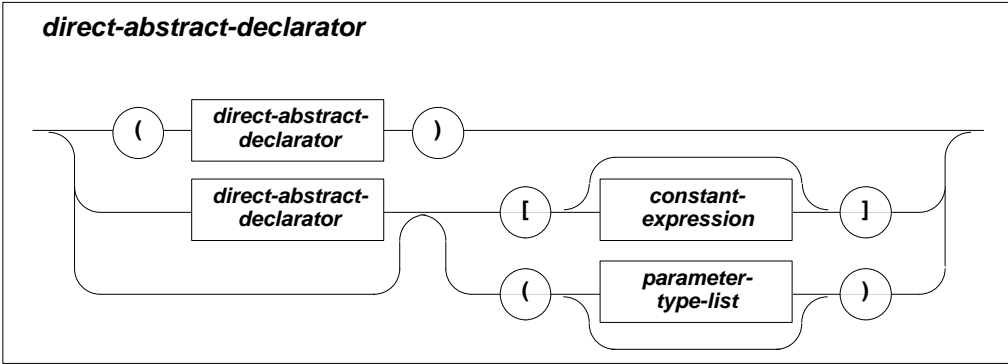 direct-abstract-declarator
( direct-abstract- )
declarator
direct-abstract- [ constant- ]
declarator expression
( parameter- )
type-list